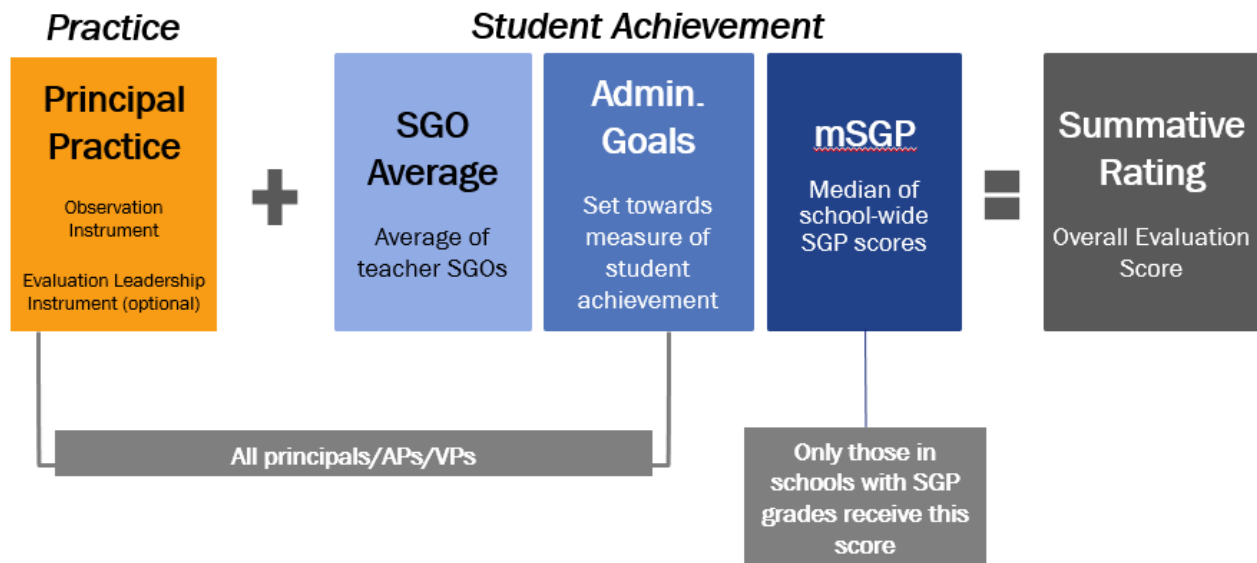 Practice
Student Achievement
Principal
Practice
Observation
Instrument
Evaluation Leadership
Instrument (optional)
SGO
Average
Average of
teacher SGOs
Admin.
Goals
Set towards
measure of
student
achievement
mSGP
Median of
school-wide
SGP scores
Summative
Rating
Overall Evaluation
Score
All principals/APs/VPs
Only those in
schools with SGP
grades receive this
score